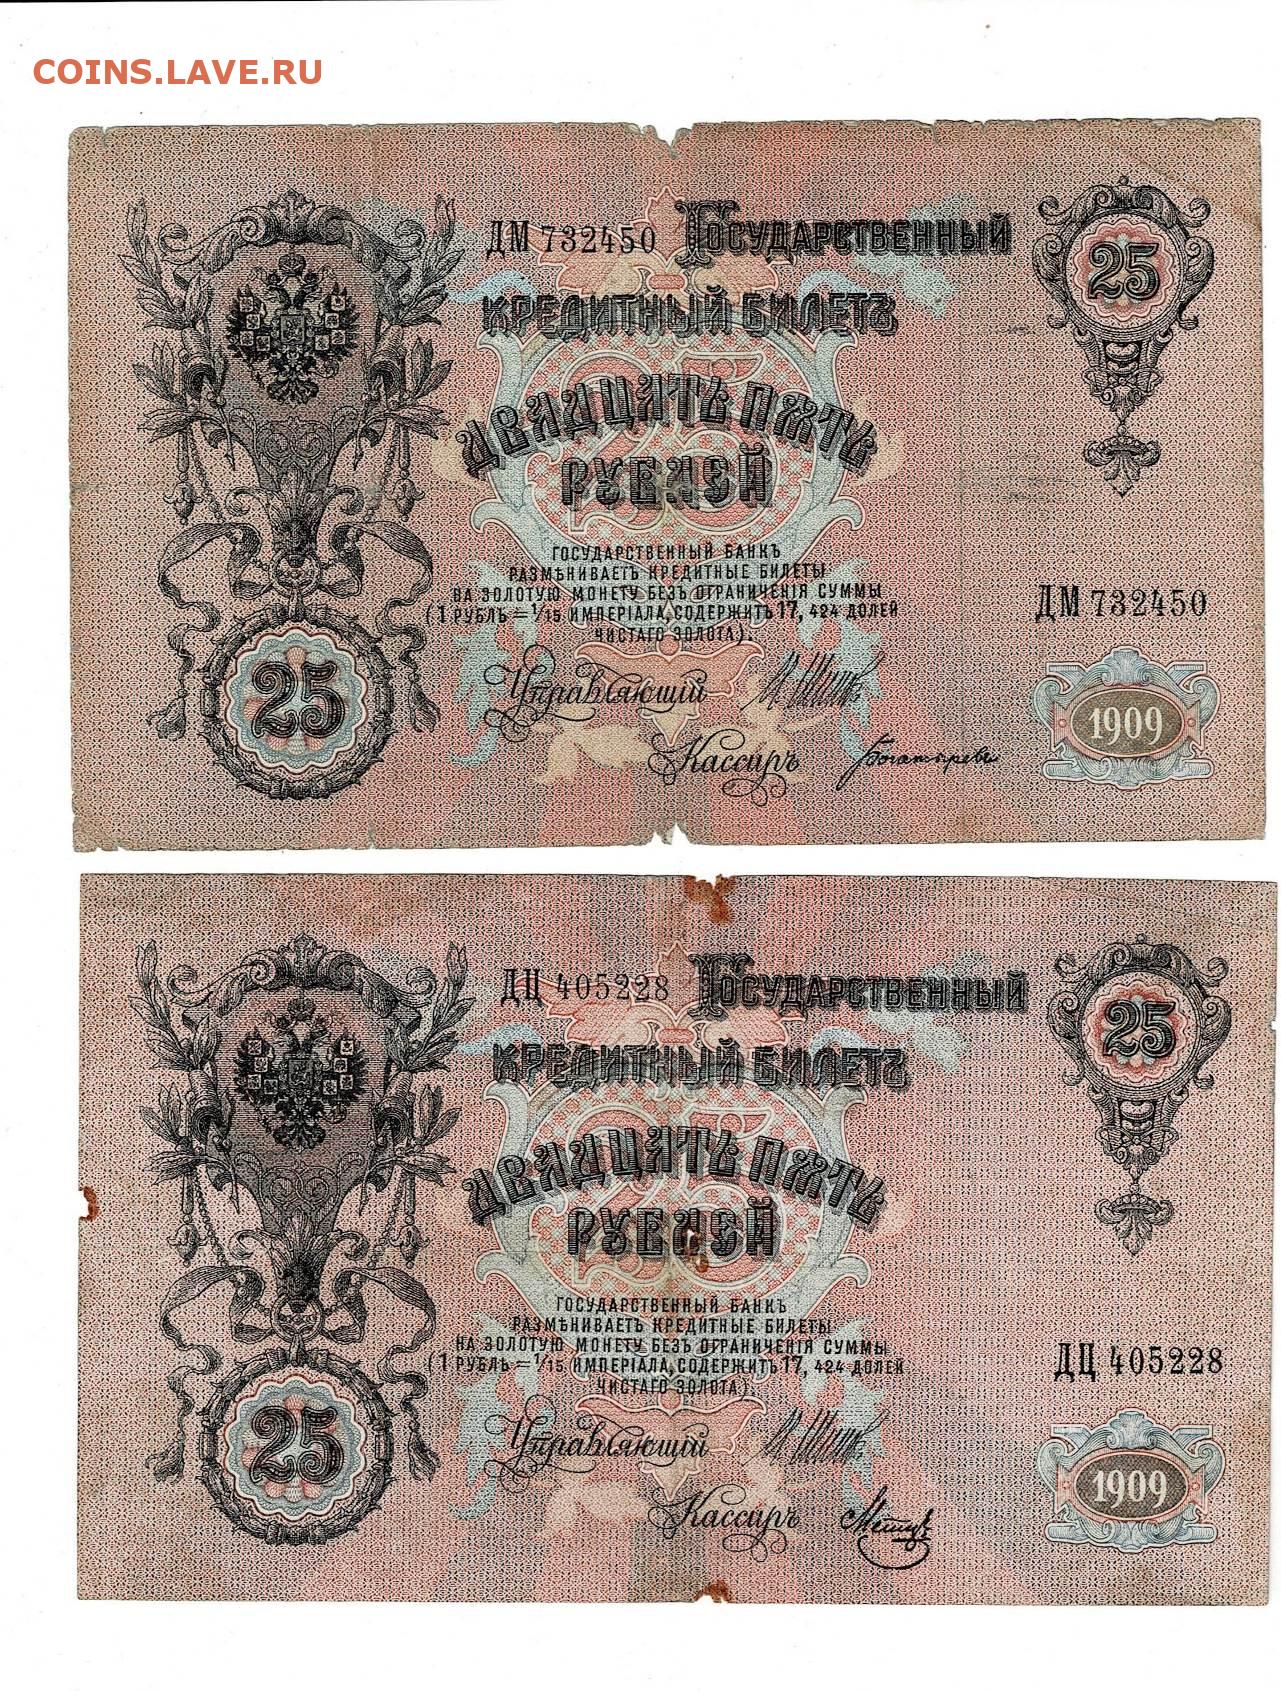 COINS.LAVE.RU
ДМ 732450 Государственный
25
кредитный билетъ
двадцать пять
рублей
государственный банкъ
размѣниваетъ кредитные билеты
на золотую монету безъ ограниченія суммы
(1 рубль = 1/15 имперіала, содержитъ 17, 424 долей
чистаго золота).
ДМ 732450
25
Управляющій
1909
Кассиръ Богатыревъ
ДЦ 405228 Государственный
25
кредитный билетъ
двадцать пять
рублей
государственный банкъ
размѣниваетъ кредитные билеты
на золотую монету безъ ограниченія суммы
(1 рубль = 1/15 имперіала, содержитъ 17, 424 долей
чистаго золота).
ДЦ 405228
25
Управляющій
1909
Кассиръ